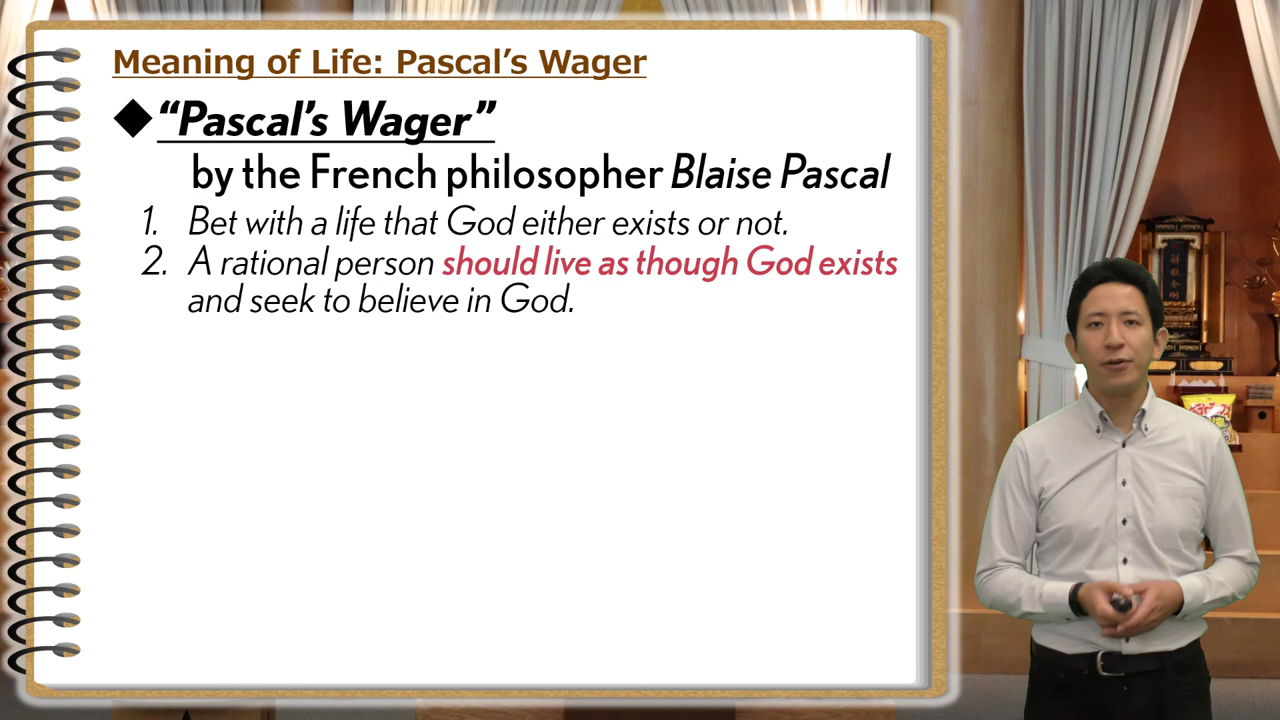 Meaning of Life: Pascal’s Wager
◆“Pascal’s Wager”
by the French philosopher Blaise Pascal
1. Bet with a life that God either exists or not.
2. A rational person should live as though God exists
and seek to believe in God.